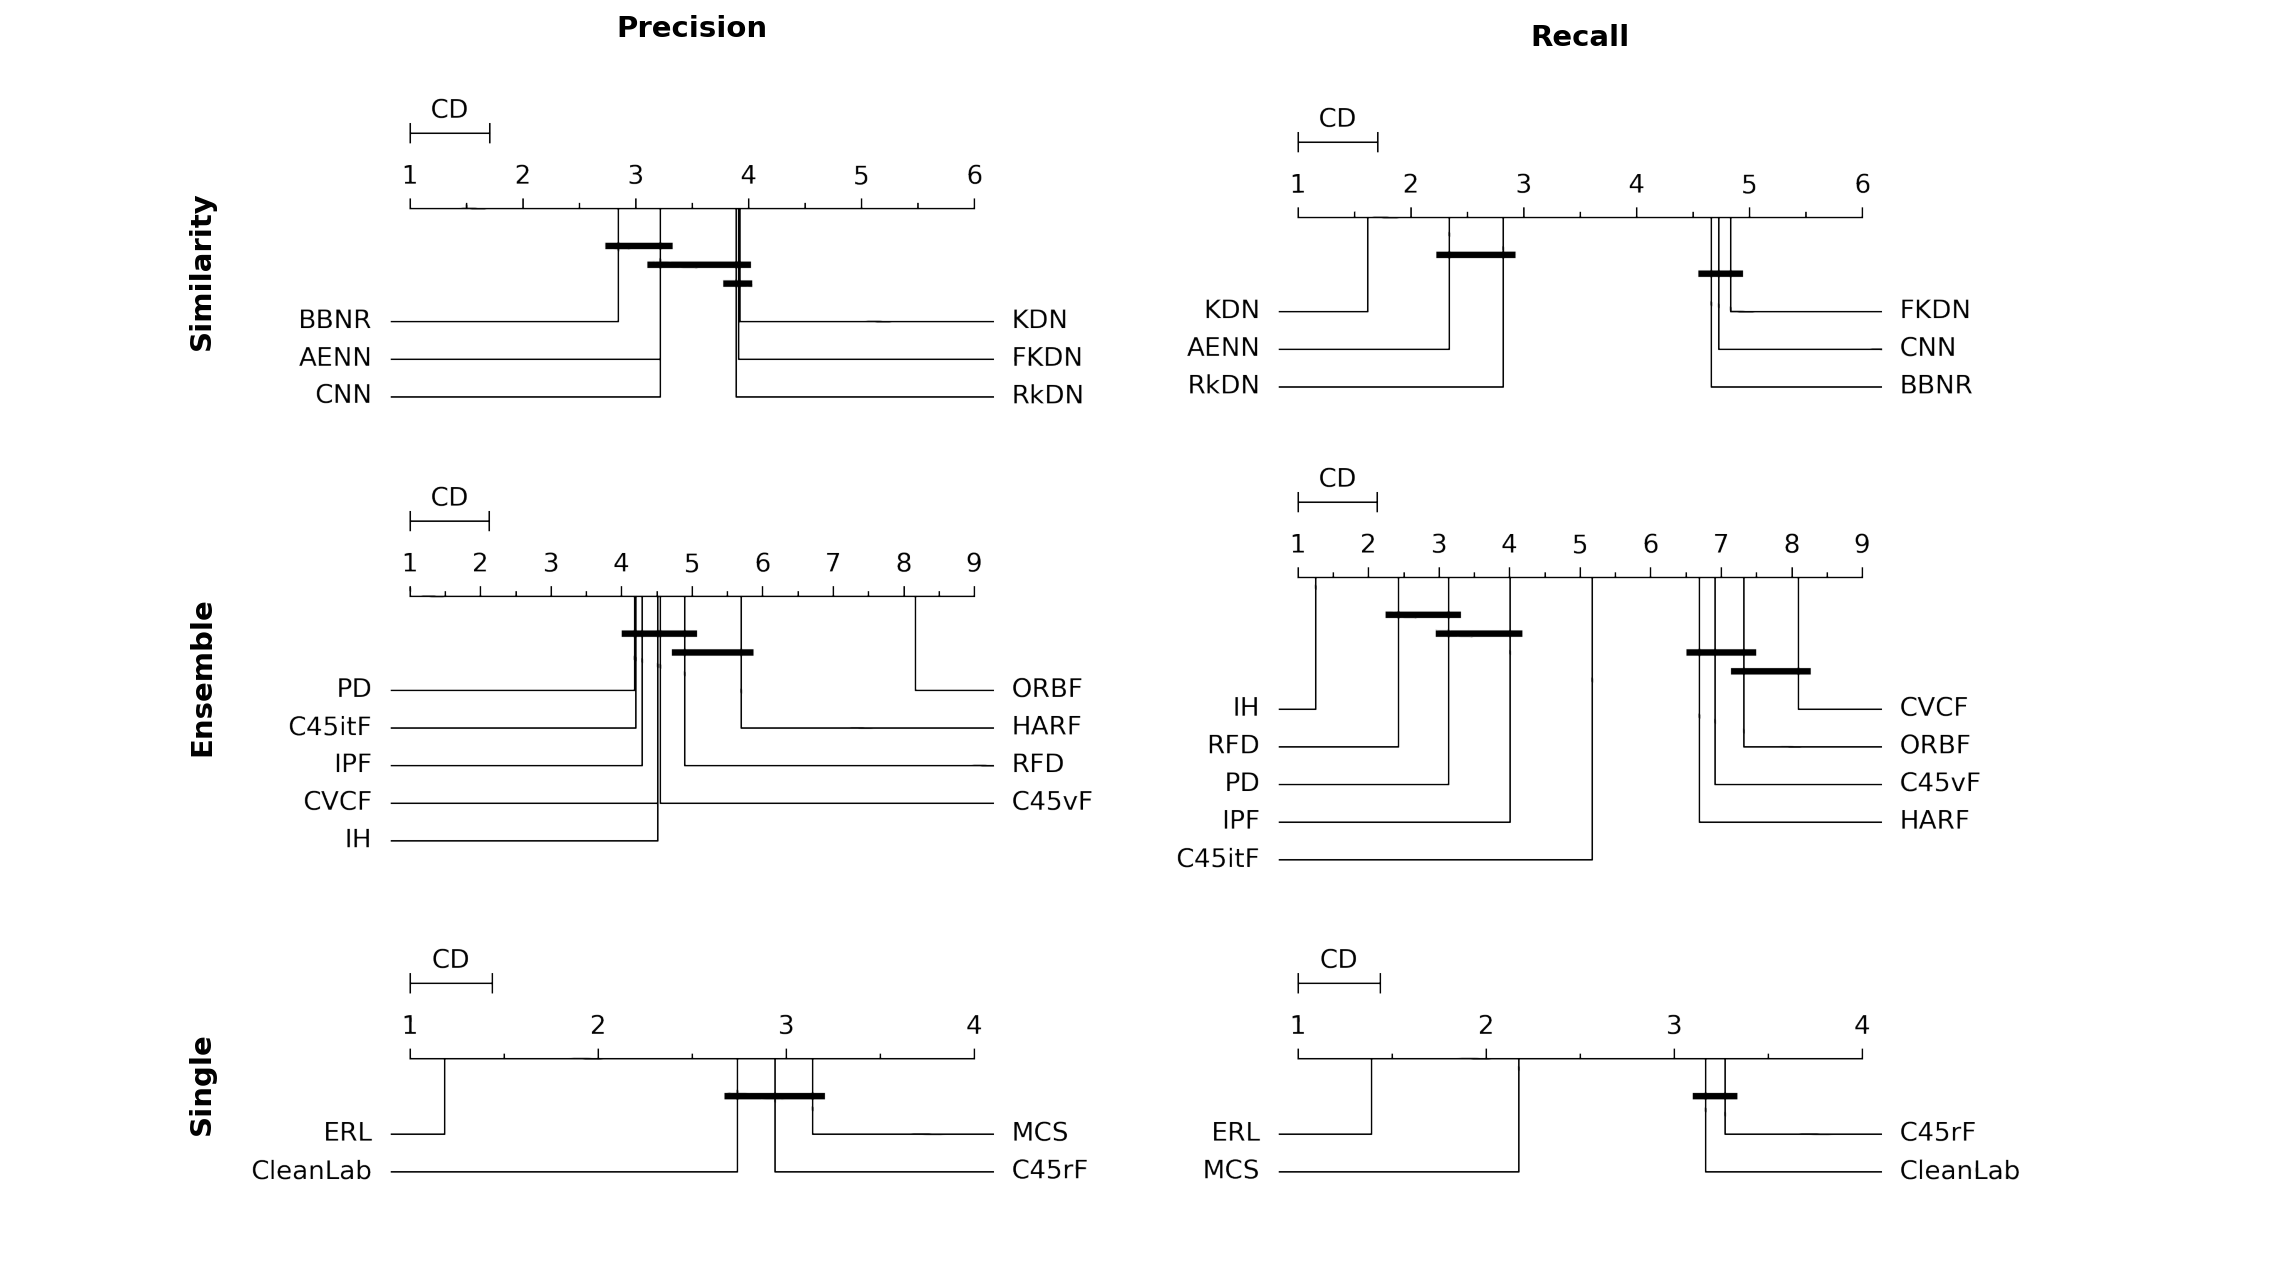 Precision
Recall
Similarity
CD
1 2 3 4 5 6
BBNR
AENN
CNN
KDN
FKDN
RkDN
CD
1 2 3 4 5 6
KDN
AENN
RkDN
FKDN
CNN
BBNR
Ensemble
CD
1 2 3 4 5 6 7 8 9
PD
C45itF
IPF
CVCF
IH
ORBF
HARF
RFD
C45vF
CD
1 2 3 4 5 6 7 8 9
IH
RFD
PD
IPF
C45itF
CVCF
ORBF
C45vF
HARF
Single
CD
1 2 3 4
ERL
CleanLab
MCS
C45rF
CD
1 2 3 4
ERL
MCS
C45rF
CleanLab